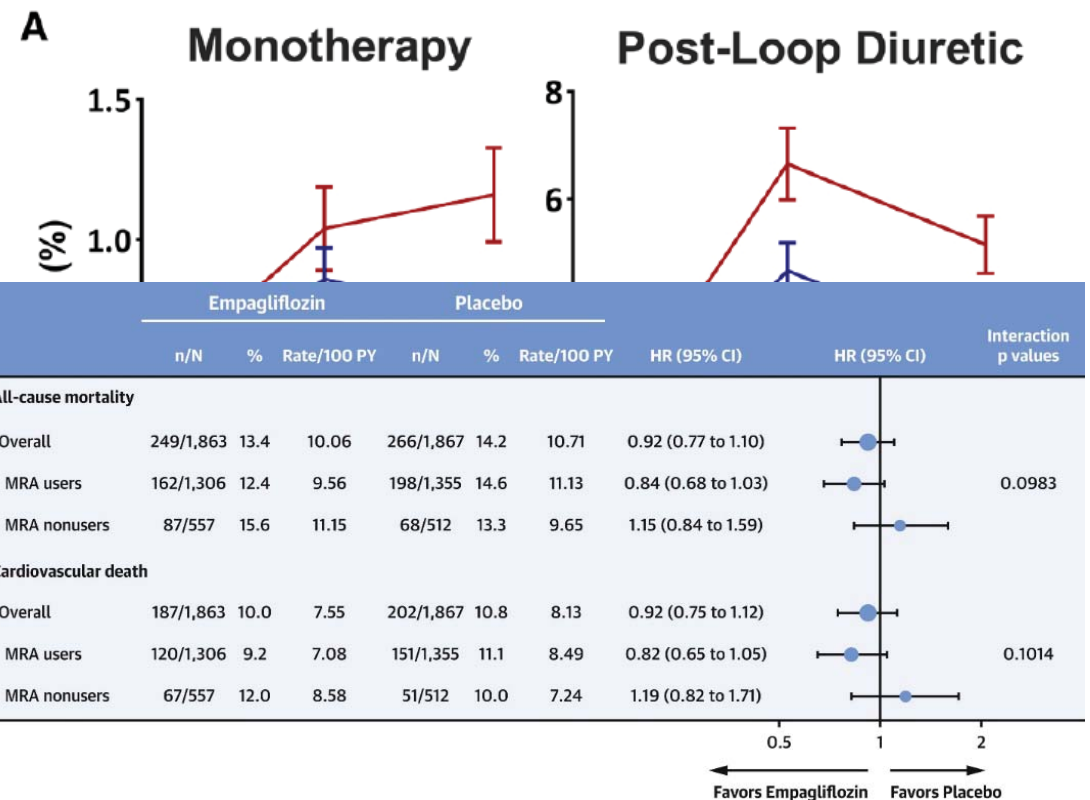 A
Monotherapy Post-Loop Diuretic
1.5 8
6
1.0
(%)
Empagliflozin Placebo
Interaction
n/N % Rate/100 PY n/N % Rate/100 PY HR (95% CI) HR (95% CI) p values
ll-cause mortality
Overall 249/1,863 13.4 10.06 266/1,867 14.2 10.71 0.92 (0.77 to 1.10)
MRA users 162/1,306 12.4 9.56 198/1,355 14.6 11.13 0.84 (0.68 to 1.03) 0.0983
MRA nonusers 87/557 15.6 11.15 68/512 13.3 9.65 1.15 (0.84 to 1.59)
ardiovascular death
Overall 187/1,863 10.0 7.55 202/1,867 10.8 8.13 0.92 (0.75 to 1.12)
MRA users 120/1,306 9.2 7.08 151/1,355 11.1 8.49 0.82 (0.65 to 1.05) 0.1014
MRA nonusers 67/557 12.0 8.58 51/512 10.0 7.24 1.19 (0.82 to 1.71)
0.5 1 2
Favors Empagliflozin Favors Placebo